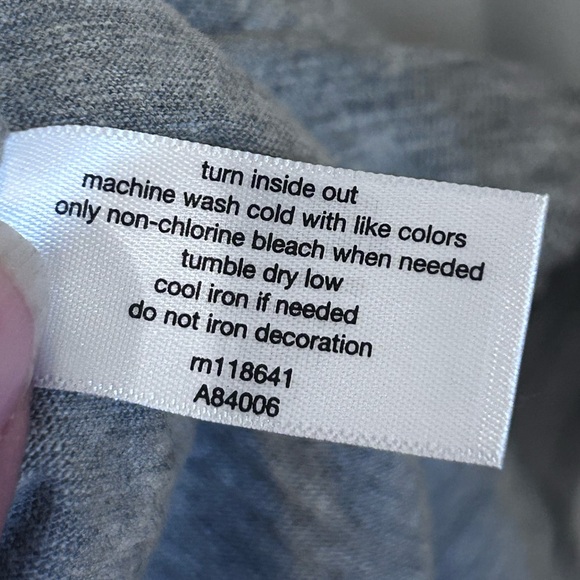 turn inside out
machine wash cold with like colors
only non-chlorine bleach when needed
tumble dry low
cool iron if needed
do not iron decoration
rn118641
A84006